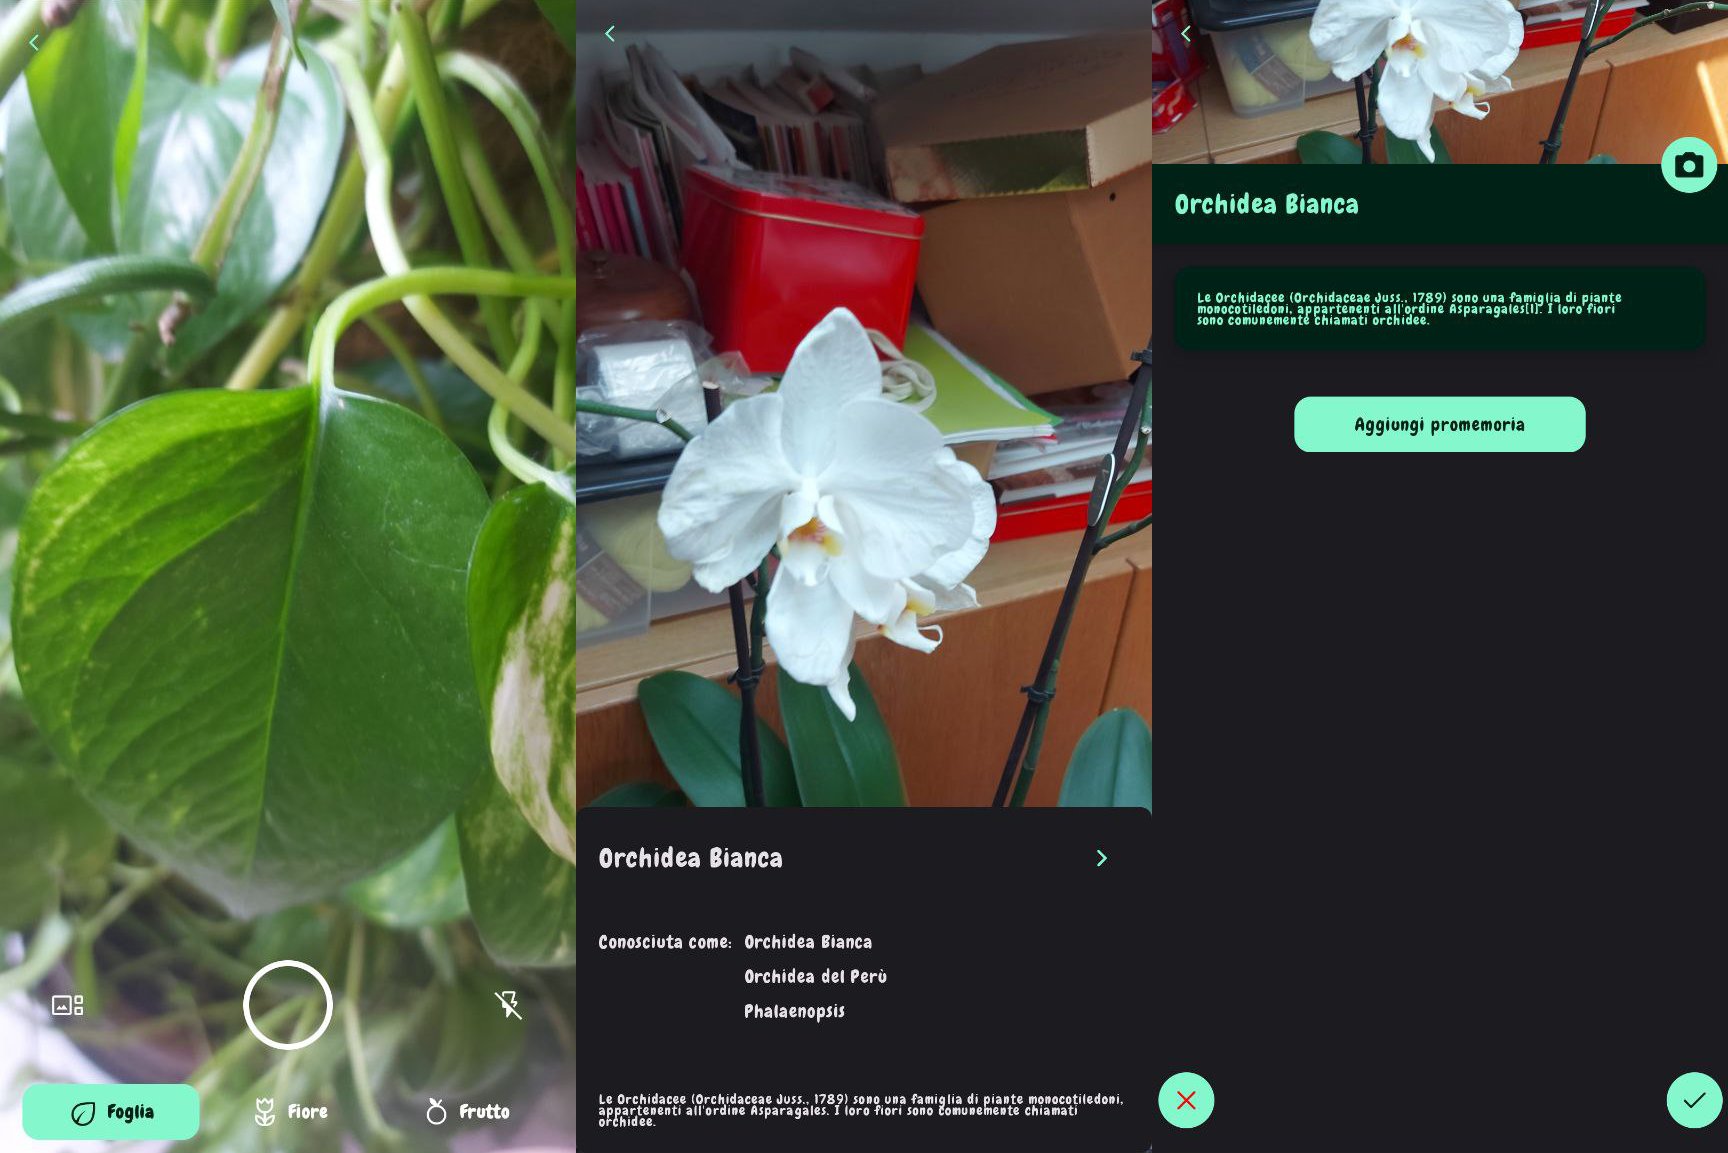 Foglia
Fiore
Frutto
Orchidea Bianca
Conosciuta come: Orchidea Bianca
Orchidea del Perù
Phalaenopsis
Le Orchidacee (Orchidaceae Juss., 1789) sono una famiglia di piante monocotiledoni,
appartenenti all'ordine Asparagales. I loro fiori sono comunemente chiamati
orchidee.
Orchidea Bianca
Le Orchidacee (Orchidaceae Juss., 1789) sono una famiglia di piante
monocotiledoni, appartenenti all'ordine Asparagales[1]. I loro fiori
sono comunemente chiamati orchidee.
Aggiungi promemoria